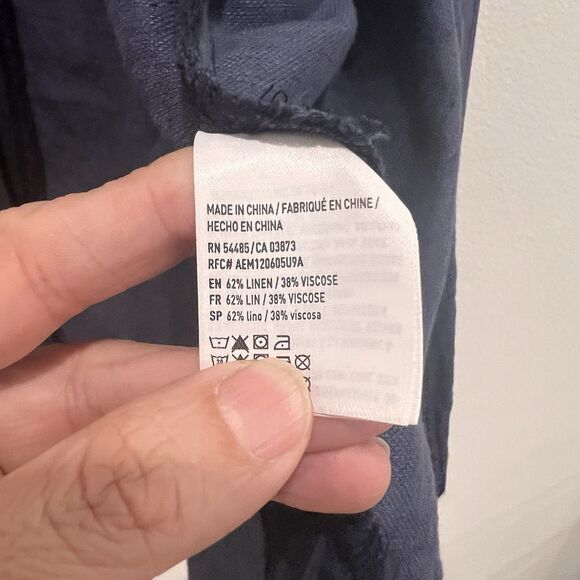 MADE IN CHINA / FABRIQUÉ EN CHINE /
HECHO EN CHINA
RN 54485/CA 03873
RFC# AEM120605U9A
EN 62% LINEN / 38% VISCOSE
FR 62% LIN / 38% VISCOSE
SP 62% lino / 38% viscosa